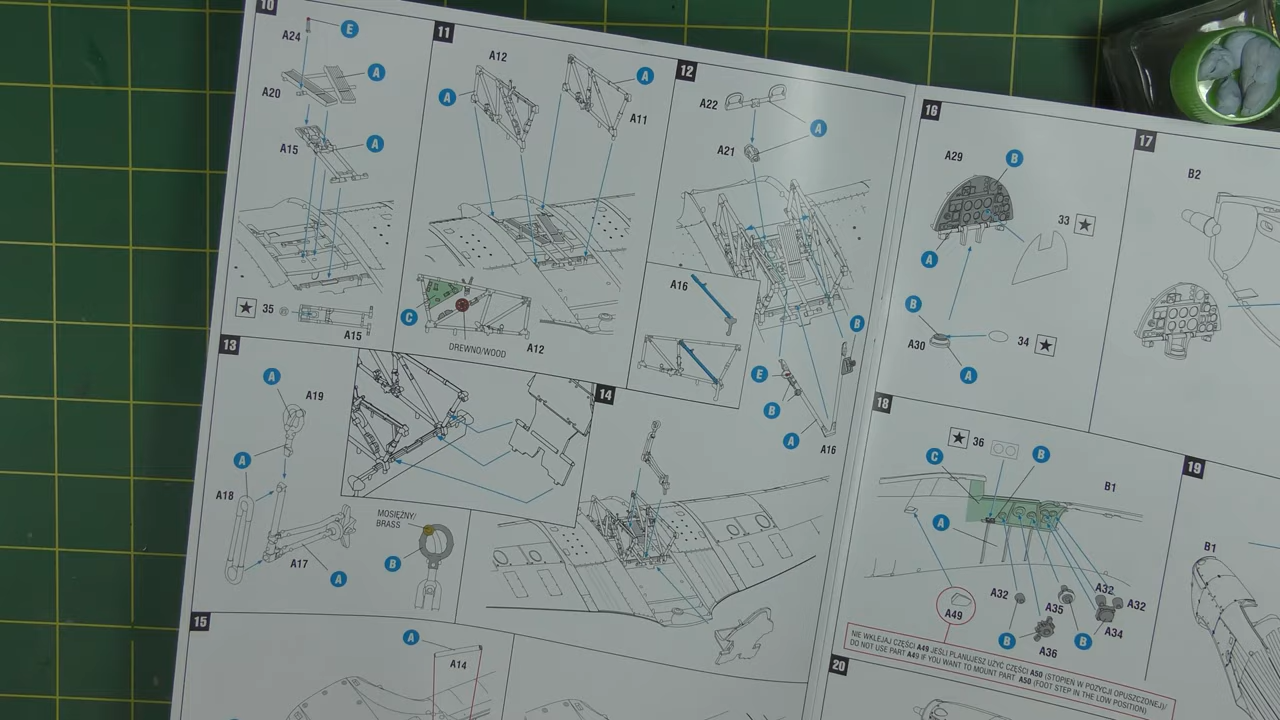 10
A24
E
A20
A
A15
A
35
A15
11
A12
A
A
A11
C
DREWNO/WOOD
A12
12
A22
A
A21
A16
B
E
B
A
A16
13
A
A19
A
A18
A17
A
MOSIĘŻNY/
BRASS
B
14
15
A
A14
16
A29
B
33
A
B
A30
34
A
17
B2
18
36
C
B
B1
A
A32
A35
A32
A32
A34
A49
B
A36
B
NIE WKLEJAJ CZĘŚCI A49 JEŚLI PLANUJESZ UŻYĆ CZĘŚCI A50 (STOPIEŃ W POZYCJI OPUSZCZONEJ)/
DO NOT USE PART A49 IF YOU WANT TO MOUNT PART A50 (FOOT STEP IN THE LOW POSITION)
19
B1
20